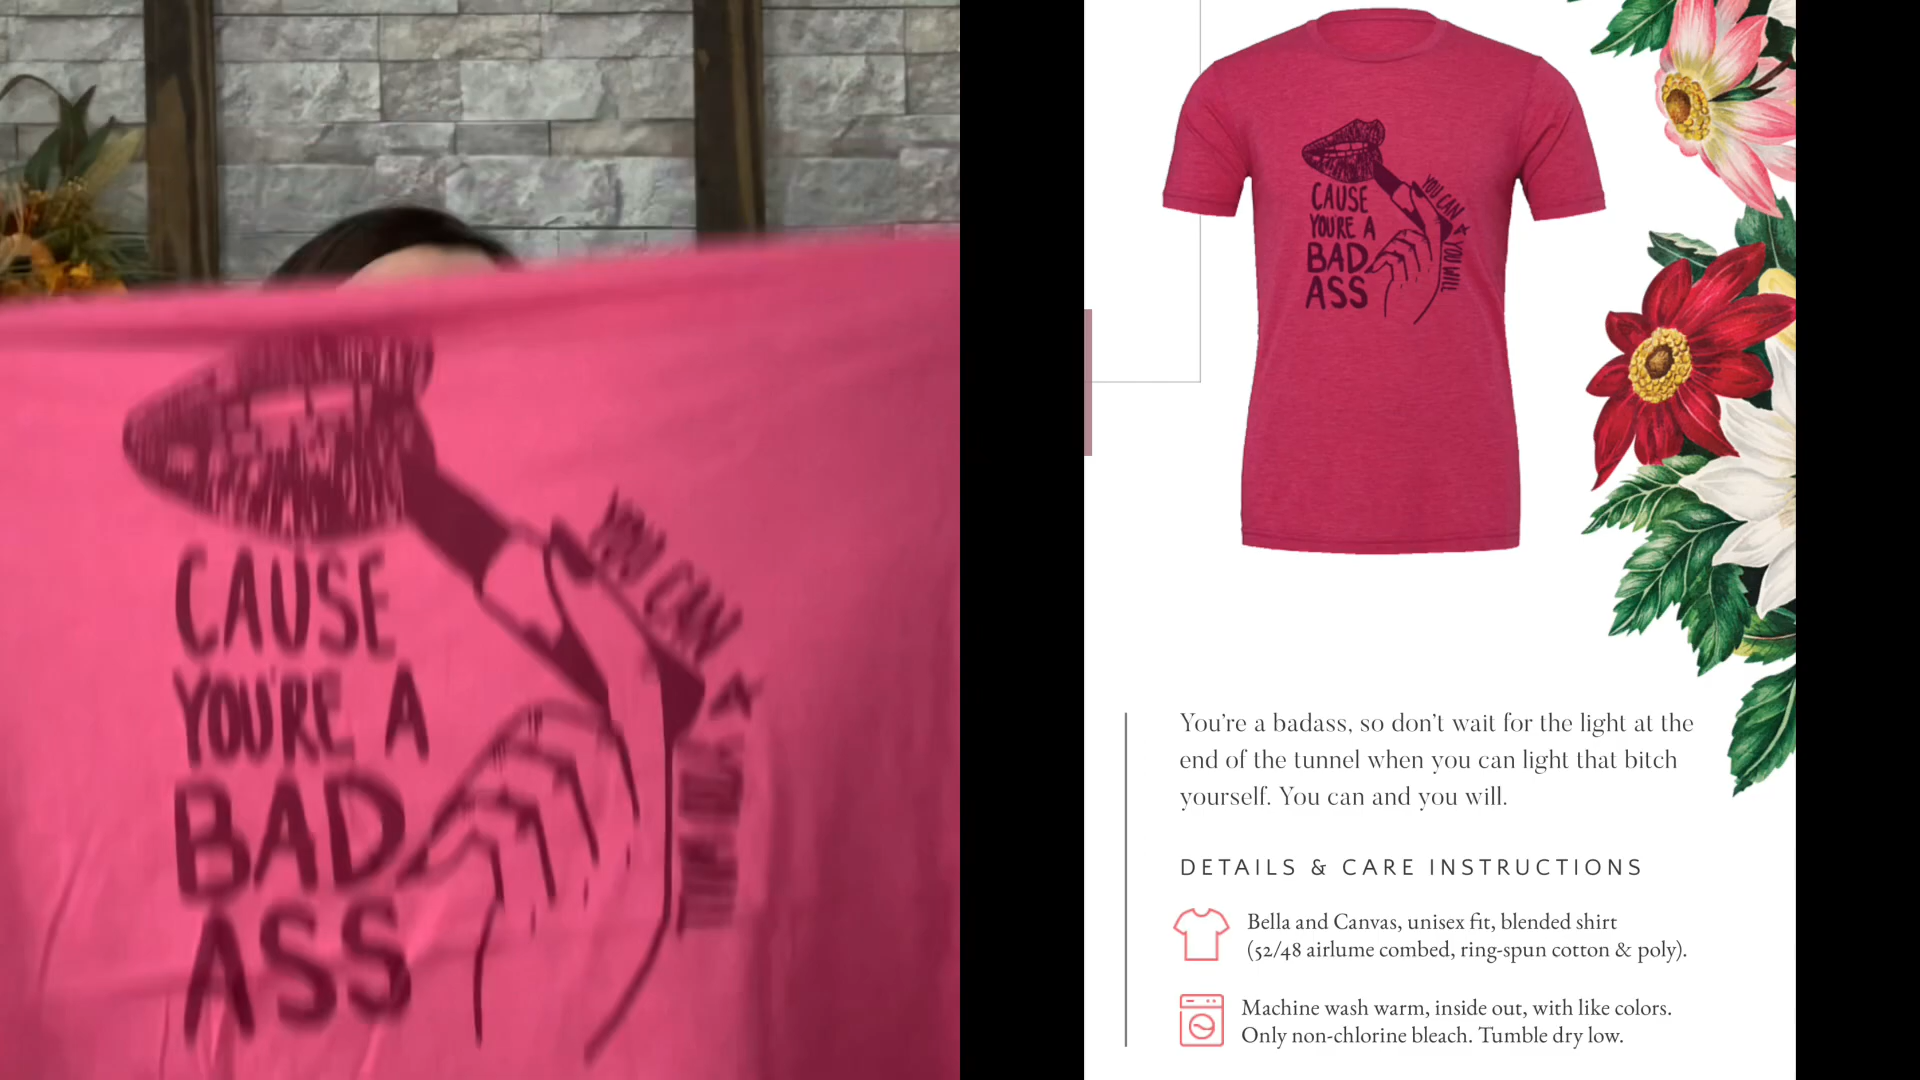 CAUSE
YOU'RE A
BAD
ASS
YOU CAN
& YOU WILL
CAUSE
YOU'RE A
BAD
ASS
YOU CAN
& YOU WILL
You're a badass, so don't wait for the light at the
end of the tunnel when you can light that bitch
yourself. You can and you will.
DETAILS & CARE INSTRUCTIONS
Bella and Canvas, unisex fit, blended shirt
(52/48 airlume combed, ring-spun cotton & poly).
Machine wash warm, inside out, with like colors.
Only non-chlorine bleach. Tumble dry low.